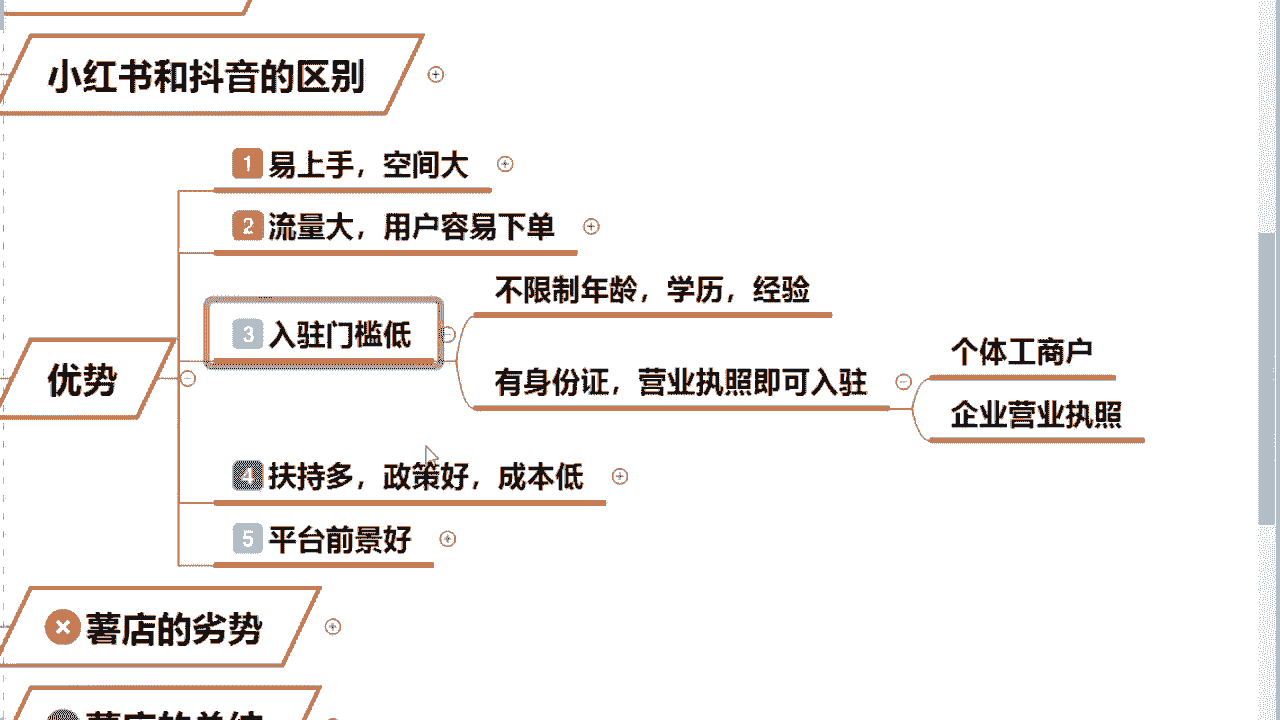 小红书和抖音的区别
1 易上手，空间大
2 流量大，用户容易下单
不限制年龄，学历，经验
3 入驻门槛低
个体工商户
优势
有身份证，营业执照即可入驻
企业营业执照
4 扶持多，政策好，成本低
5 平台前景好
薯店的劣势